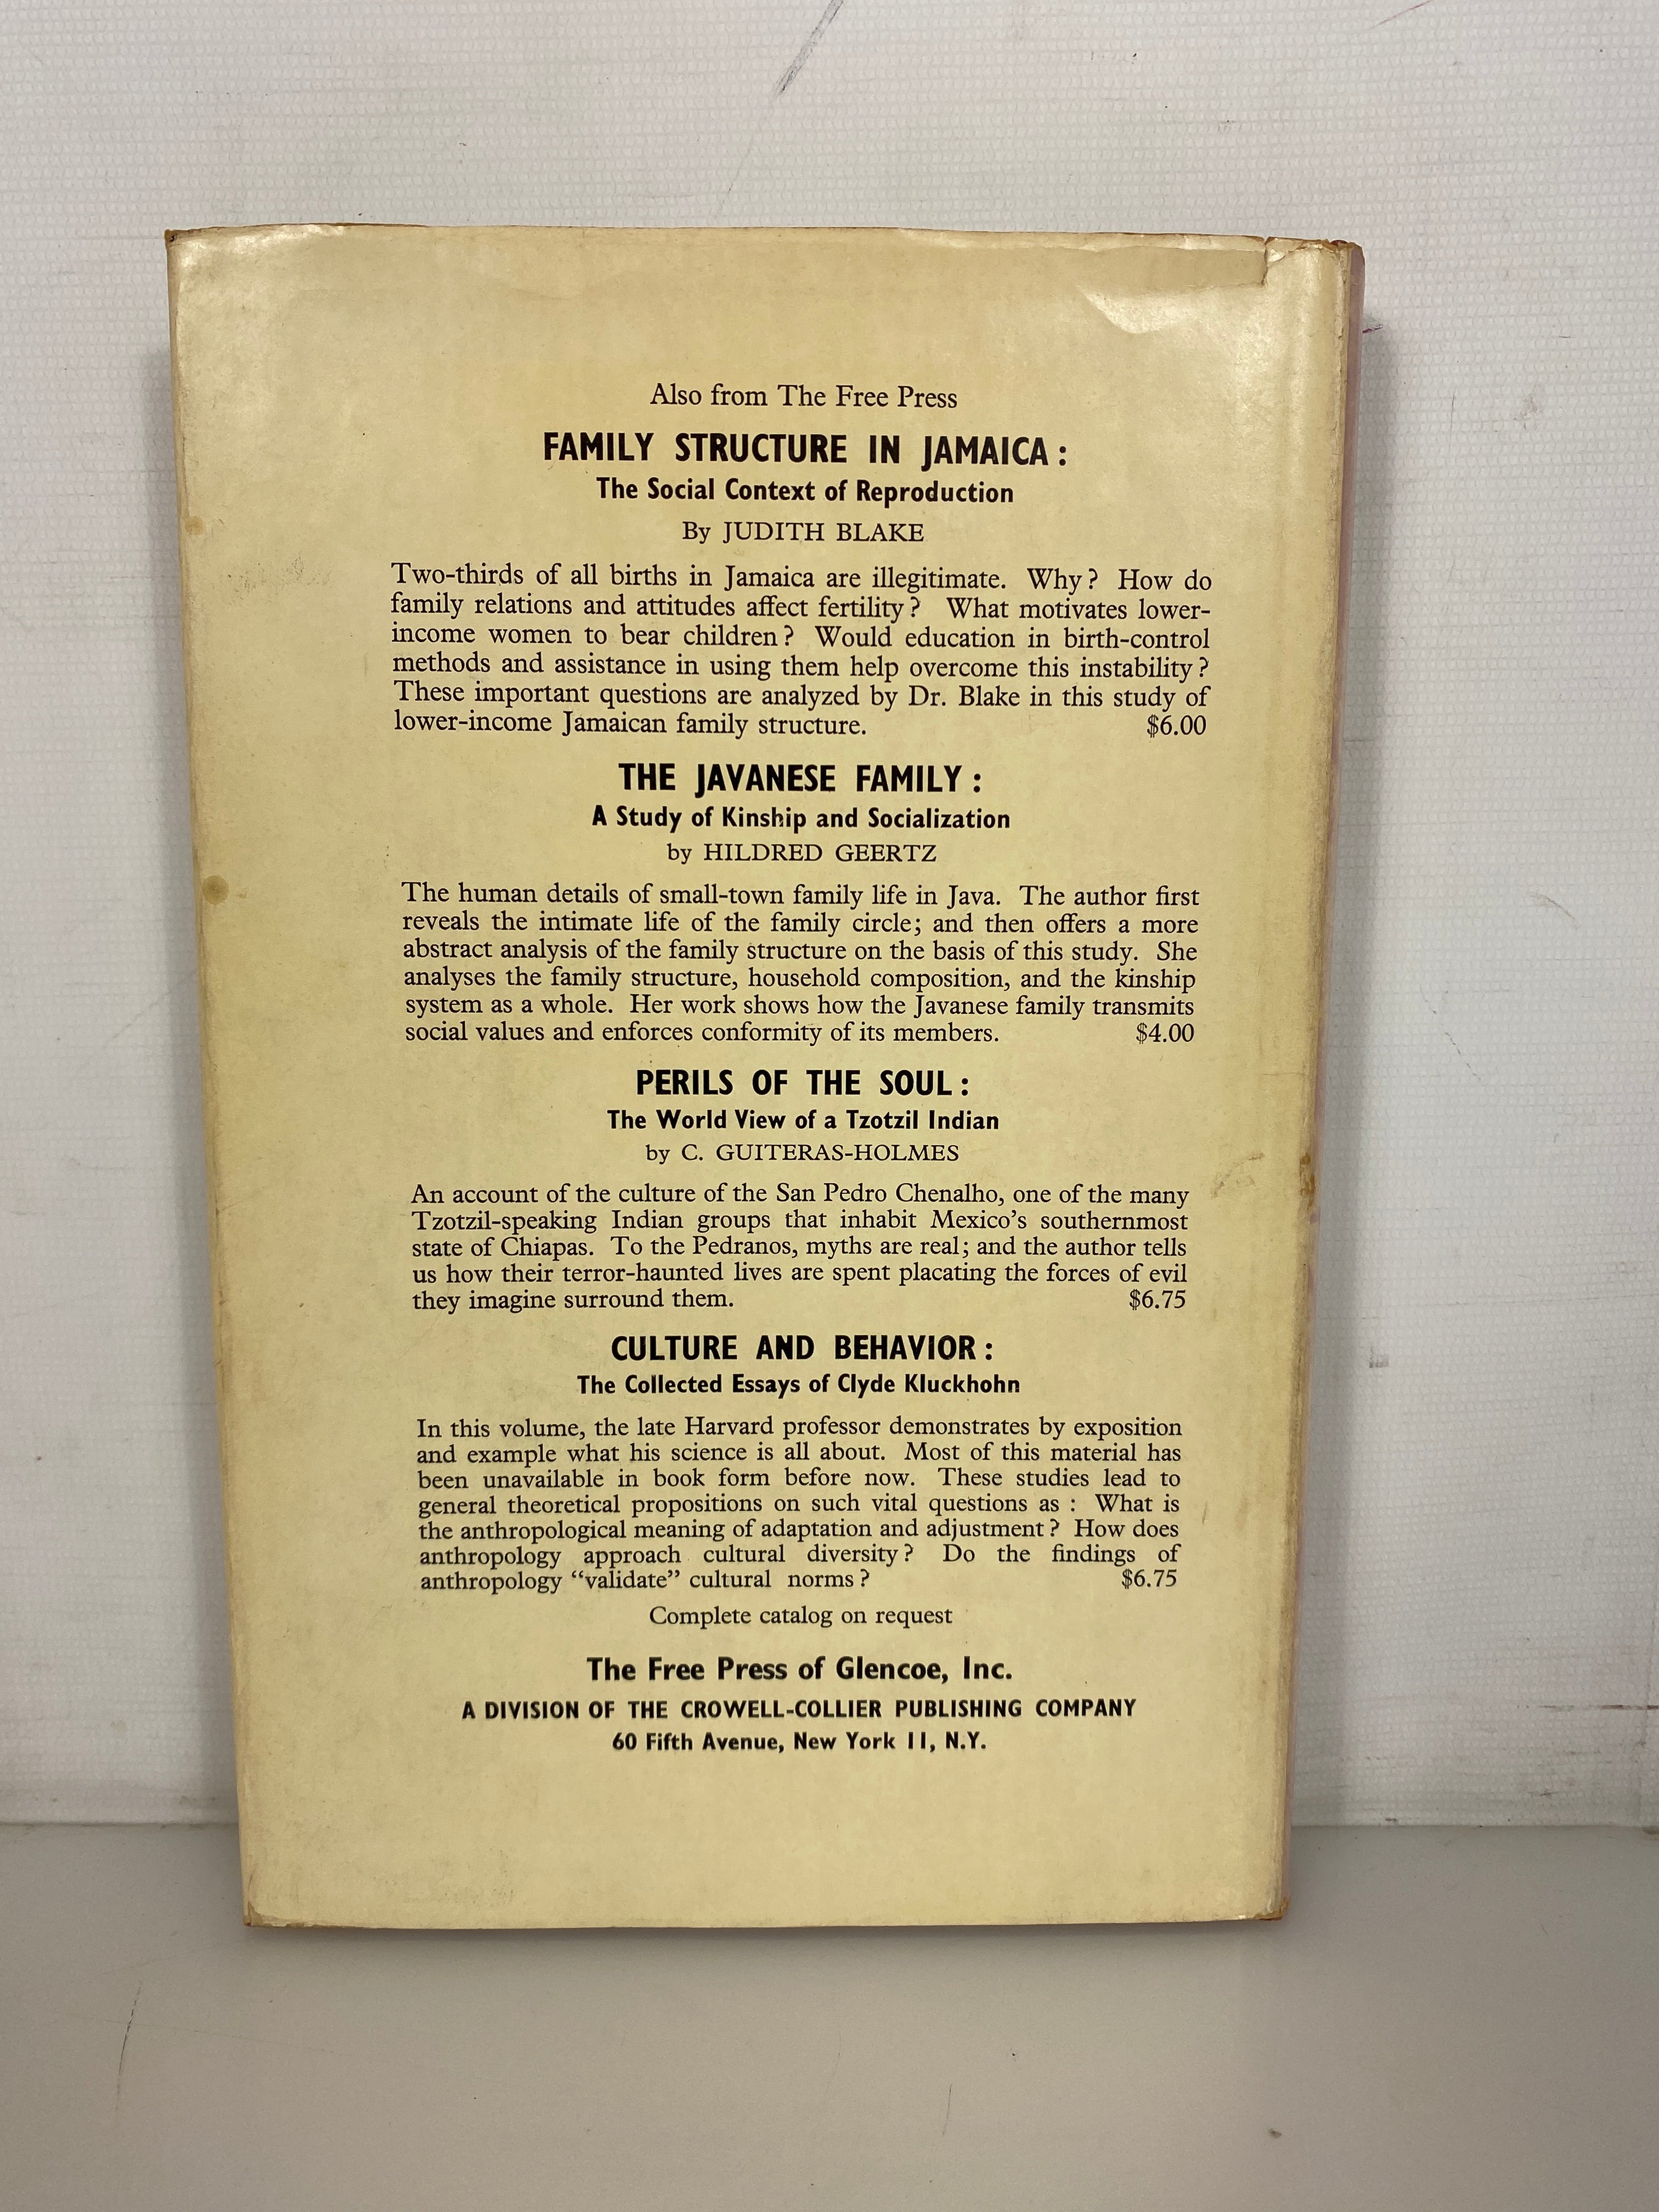 Also from The Free Press
FAMILY STRUCTURE IN JAMAICA :
The Social Context of Reproduction
By JUDITH BLAKE
Two-thirds of all births in Jamaica are illegitimate. Why? How do
family relations and attitudes affect fertility? What motivates lower-
income women to bear children? Would education in birth-control
methods and assistance in using them help overcome this instability?
These important questions are analyzed by Dr. Blake in this study of
lower-income Jamaican family structure. $6.00
THE JAVANESE FAMILY :
A Study of Kinship and Socialization
by HILDRED GEERTZ
The human details of small-town family life in Java. The author first
reveals the intimate life of the family circle; and then offers a more
abstract analysis of the family structure on the basis of this study. She
analyses the family structure, household composition, and the kinship
system as a whole. Her work shows how the Javanese family transmits
social values and enforces conformity of its members. $4.00
PERILS OF THE SOUL :
The World View of a Tzotzil Indian
by C. GUITERAS-HOLMES
An account of the culture of the San Pedro Chenalho, one of the many
Tzotzil-speaking Indian groups that inhabit Mexico's southernmost
state of Chiapas. To the Pedranos, myths are real; and the author tells
us how their terror-haunted lives are spent placating the forces of evil
they imagine surround them. $6.75
CULTURE AND BEHAVIOR :
The Collected Essays of Clyde Kluckhohn
In this volume, the late Harvard professor demonstrates by exposition
and example what his science is all about. Most of this material has
been unavailable in book form before now. These studies lead to
general theoretical propositions on such vital questions as : What is
the anthropological meaning of adaptation and adjustment? How does
anthropology approach cultural diversity? Do the findings of
anthropology “validate” cultural norms? $6.75
Complete catalog on request
The Free Press of Glencoe, Inc.
A DIVISION OF THE CROWELL-COLLIER PUBLISHING COMPANY
60 Fifth Avenue, New York 11, N.Y.